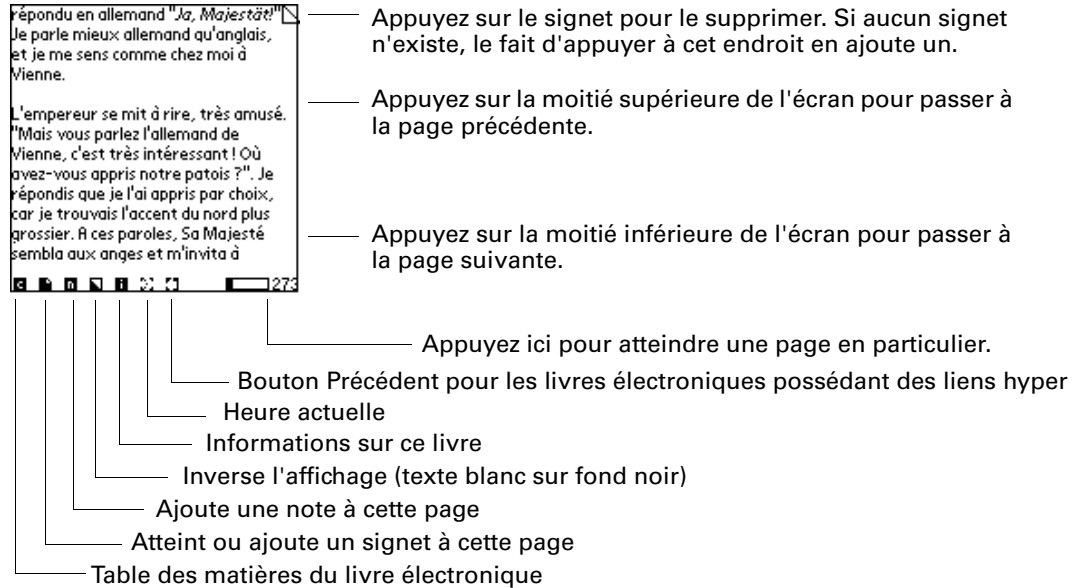 répondu en allemand "Ja, Majestät!"
Je parle mieux allemand qu'anglais,
et je me sens comme chez moi à
Vienne.
L'empereur se mit à rire, très amusé.
"Mais vous parlez l'allemand de
Vienne, c'est très intéressant ! Où
avez-vous appris notre patois ?". Je
répondis que je l'ai appris par choix,
car je trouvais l'accent du nord plus
grossier. A ces paroles, Sa Majesté
sembla aux anges et m'invita à
c n i 273
Appuyez sur le signet pour le supprimer. Si aucun signet
n'existe, le fait d'appuyer à cet endroit en ajoute un.
Appuyez sur la moitié supérieure de l'écran pour passer à
la page précédente.
Appuyez sur la moitié inférieure de l'écran pour passer à
la page suivante.
Appuyez ici pour atteindre une page en particulier.
Bouton Précédent pour les livres électroniques possédant des liens hyper
Heure actuelle
Informations sur ce livre
Inverse l'affichage (texte blanc sur fond noir)
Ajoute une note à cette page
Atteint ou ajoute un signet à cette page
Table des matières du livre électronique